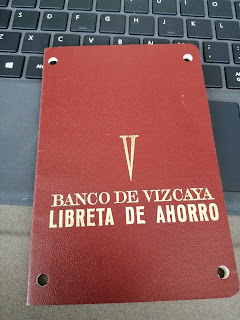 V
BANCO DE VIZCAYA
LIBRETA DE AHORRO